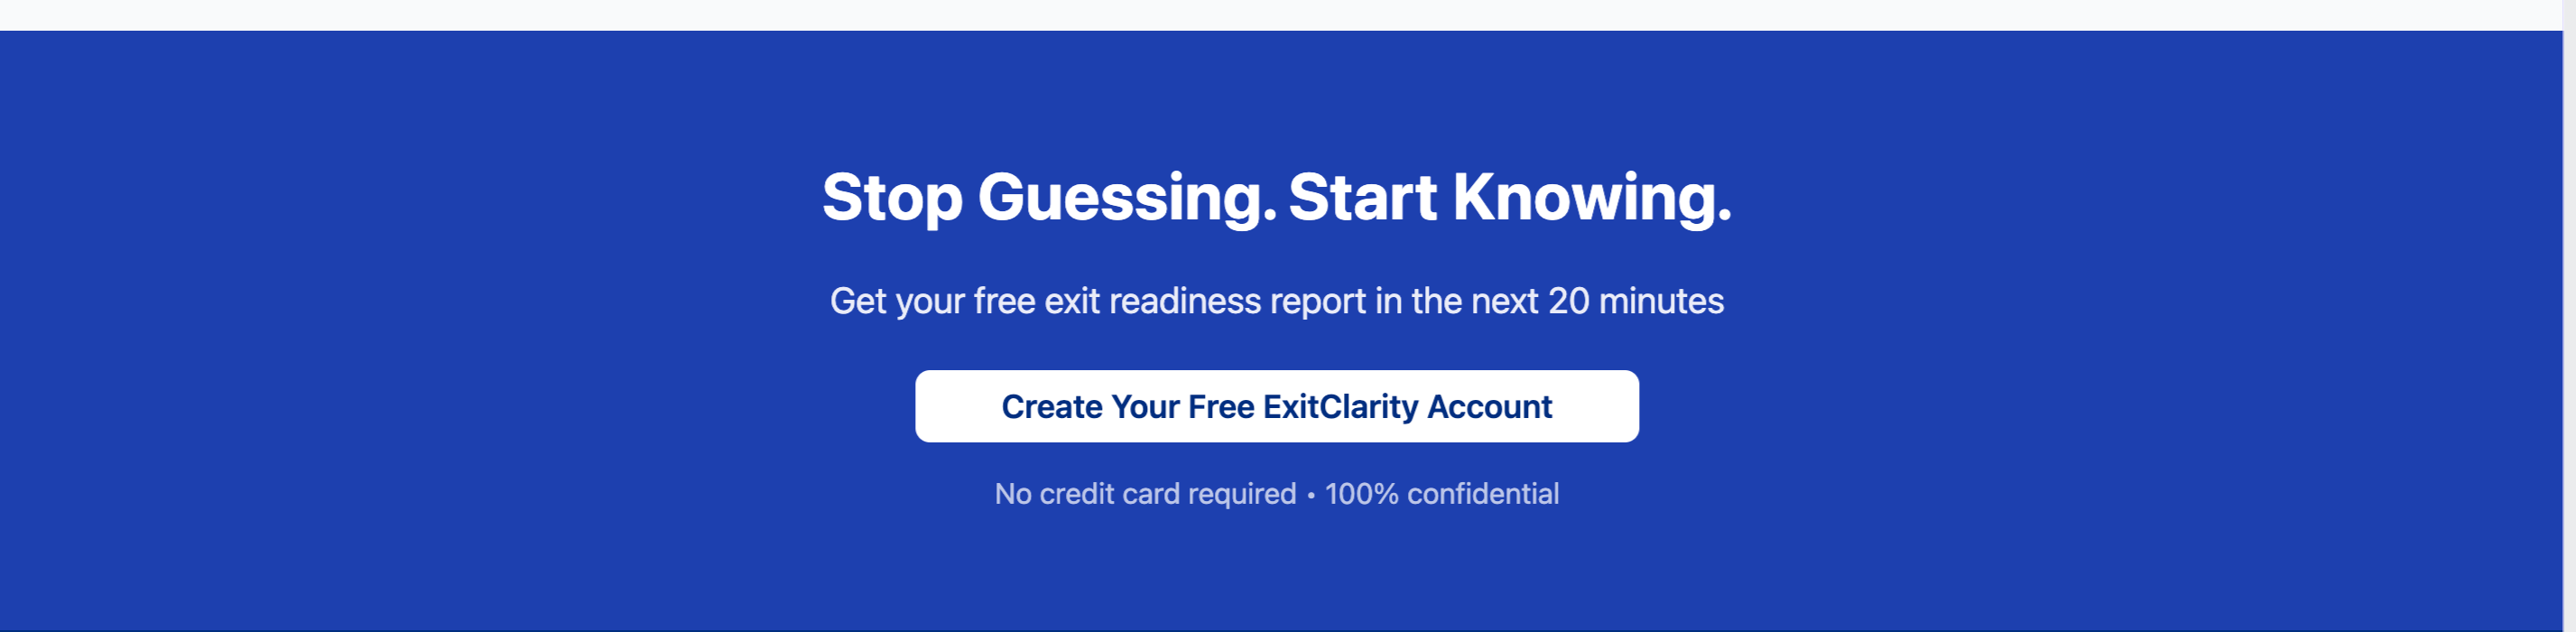 Stop Guessing. Start Knowing.
Get your free exit readiness report in the next 20 minutes
Create Your Free ExitClarity Account
No credit card required • 100% confidential